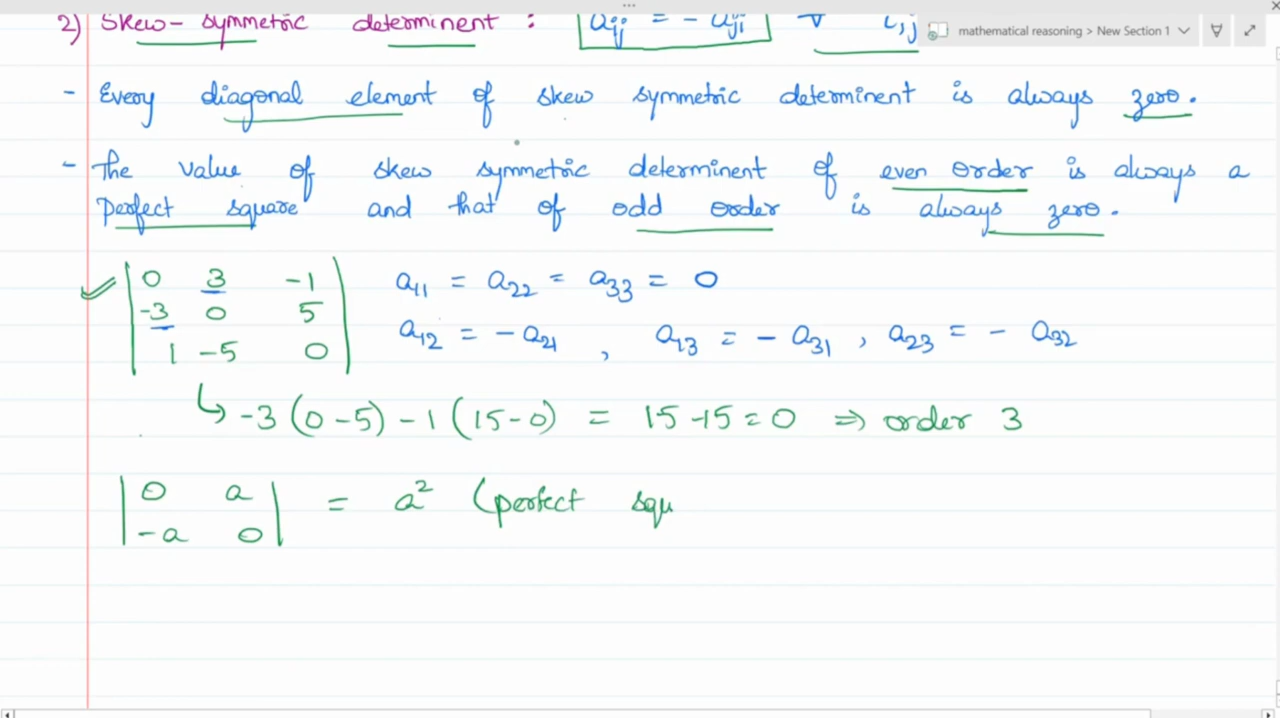 2) Skew-symmetric determinent : aij = - aji ∀ i,j
mathematical reasoning > New Section 1
- Every diagonal element of skew symmetric determinent is always zero.
- The value of skew symmetric determinent of even order is always a
perfect square and that of odd order is always zero.
| 0 3 -1 | a11 = a22 = a33 = 0
| -3 0 5 | a12 = - a21 , a13 = - a31 , a23 = - a32
| 1 -5 0 |
↳ -3 (0-5) -1 (15-0) = 15-15=0 ⇒ order 3
| 0 a | = a² (perfect squ
| -a 0 |